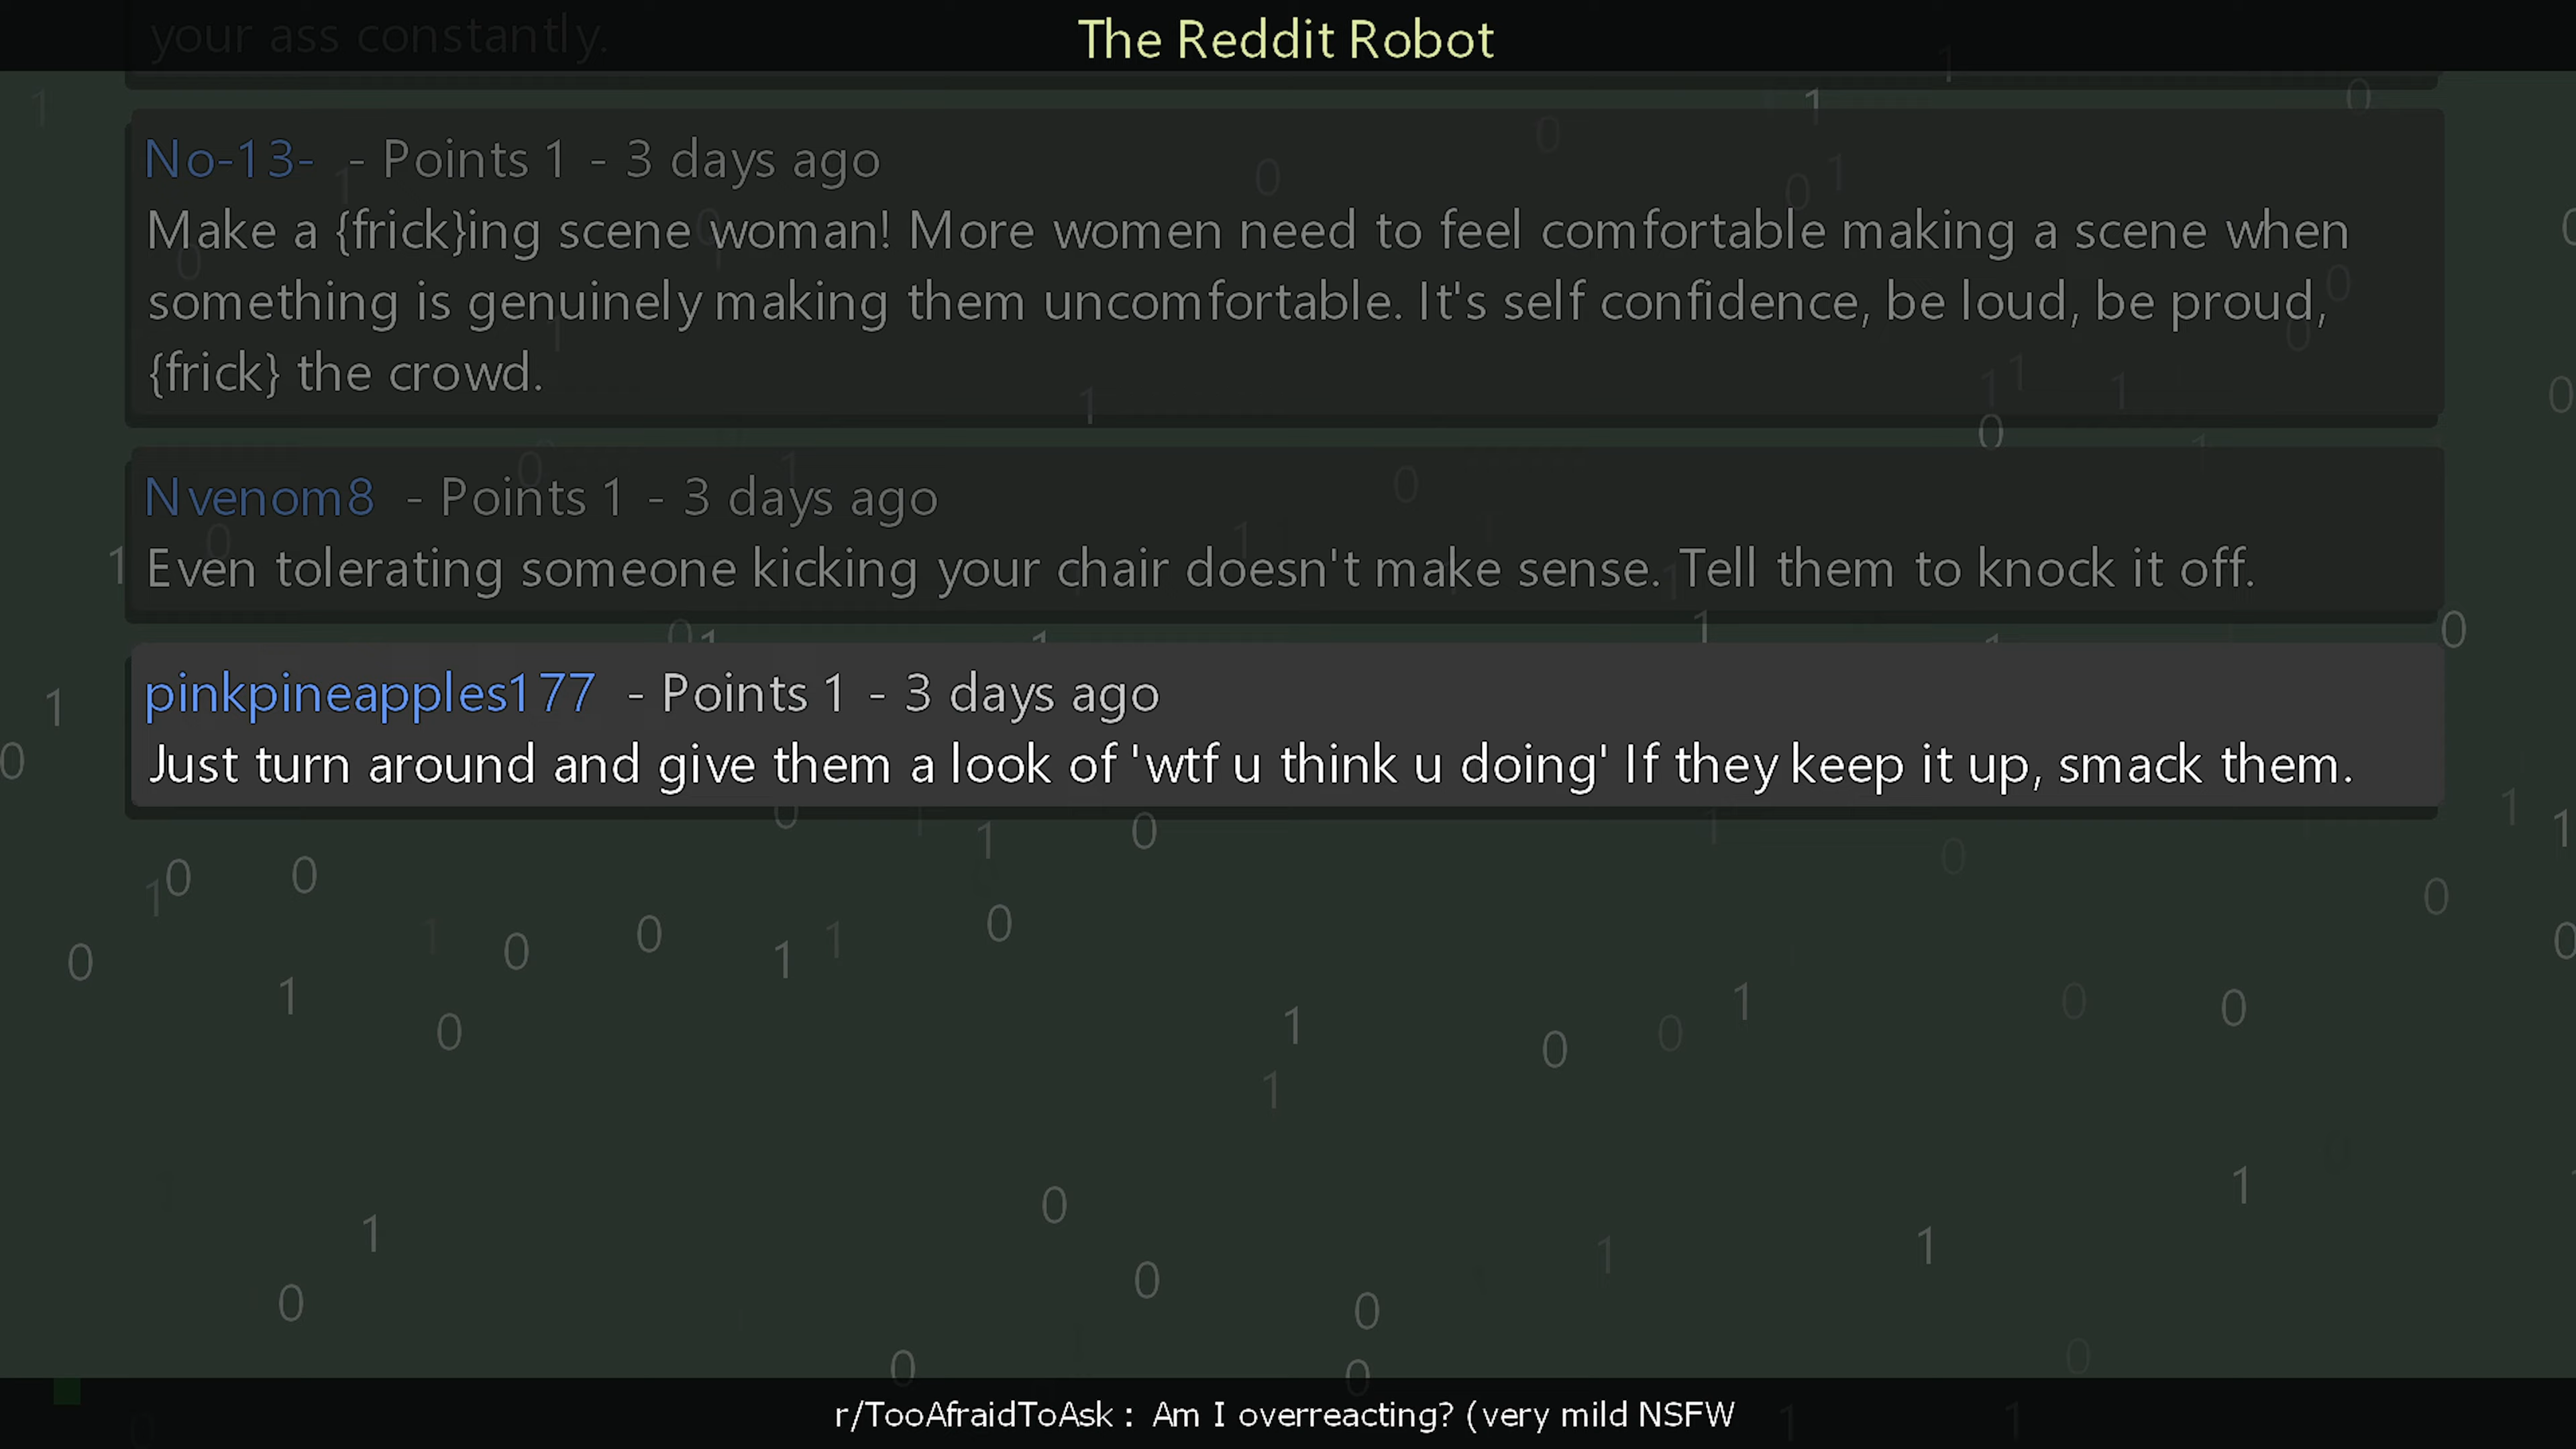 your ass constantly.
The Reddit Robot
No-13- - Points 1 - 3 days ago
Make a {frick}ing scene woman! More women need to feel comfortable making a scene when
something is genuinely making them uncomfortable. It's self confidence, be loud, be proud,
{frick} the crowd.
Nvenom8 - Points 1 - 3 days ago
Even tolerating someone kicking your chair doesn't make sense. Tell them to knock it off.
pinkpineapples177 - Points 1 - 3 days ago
Just turn around and give them a look of 'wtf u think u doing' If they keep it up, smack them.
r/TooAfraidToAsk : Am I overreacting? (very mild NSFW